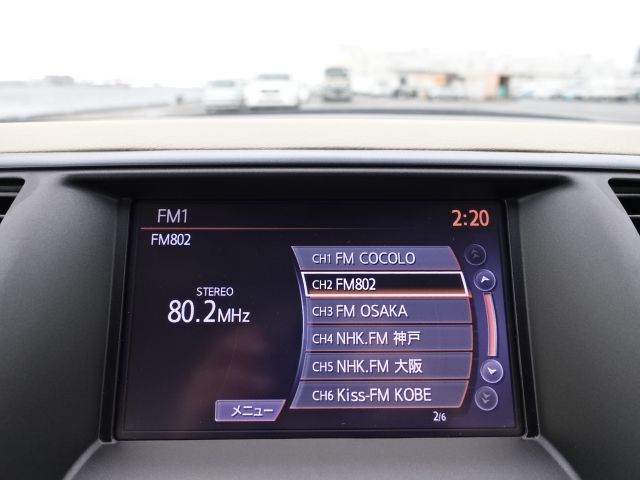 FM1
2:20
FM802
STEREO
80.2MHz
CH1 FM COCOLO
CH2 FM802
CH3 FM OSAKA
CH4 NHK.FM 神戸
CH5 NHK.FM 大阪
CH6 Kiss-FM KOBE
メニュー
2/6